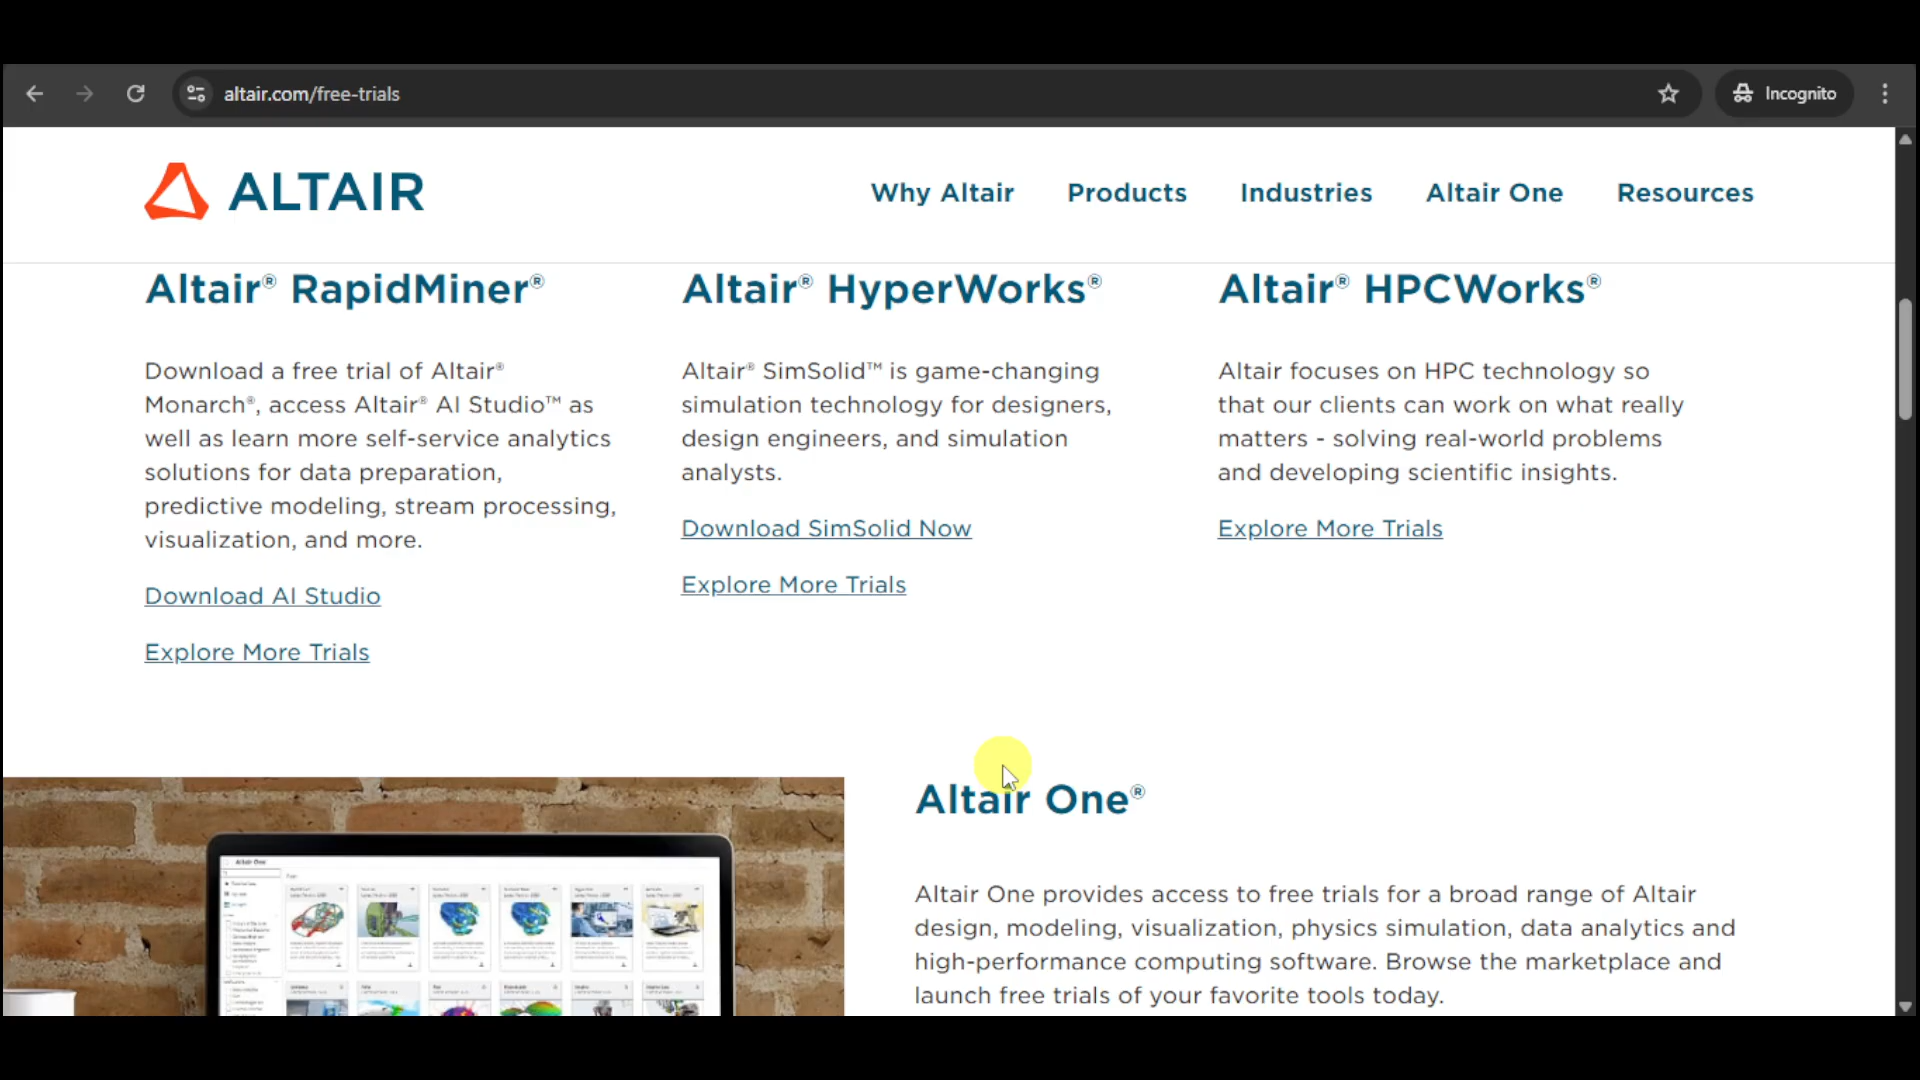 altair.com/free-trials
Incognito
ALTAIR
Why Altair
Products
Industries
Altair One
Resources
Altair® RapidMiner®
Download a free trial of Altair®
Monarch®, access Altair® AI Studio™ as
well as learn more self-service analytics
solutions for data preparation,
predictive modeling, stream processing,
visualization, and more.
Download AI Studio
Explore More Trials
Altair® HyperWorks®
Altair® SimSolid™ is game-changing
simulation technology for designers,
design engineers, and simulation
analysts.
Download SimSolid Now
Explore More Trials
Altair® HPCWorks®
Altair focuses on HPC technology so
that our clients can work on what really
matters - solving real-world problems
and developing scientific insights.
Explore More Trials
Altair One
Altair One®
Altair One provides access to free trials for a broad range of Altair
design, modeling, visualization, physics simulation, data analytics and
high-performance computing software. Browse the marketplace and
launch free trials of your favorite tools today.